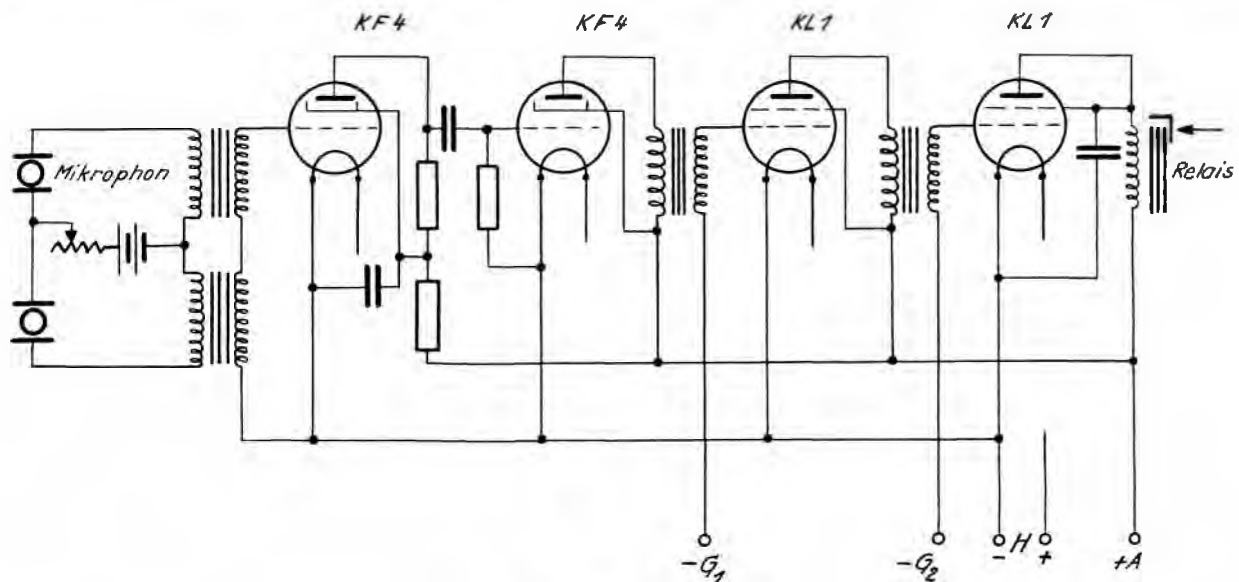 KF4
KF4
KL1
KL1
Mikrophon
Relais
-G1
-G2
- H +
+A